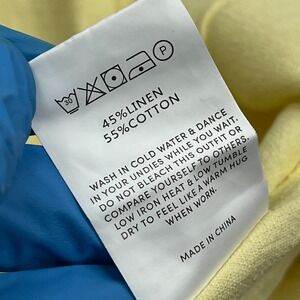 30
P
45%LINEN
55%COTTON
WASH IN COLD WATER & DANCE
IN YOUR UNDIES WHILE YOU WAIT.
DO NOT BLEACH THIS OUTFIT OR
COMPARE YOURSELF TO OTHERS.
LOW IRON HEAT & LOW TUMBLE
DRY TO FEEL LIKE A WARM HUG
WHEN WORN.
MADE IN CHINA